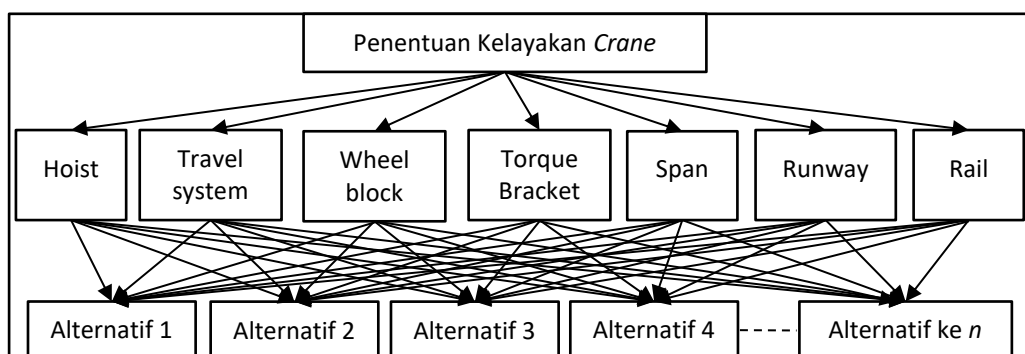 Penentuan Kelayakan Crane
Hoist
Travel
system
Wheel
block
Torque
Bracket
Span
Runway
Rail
Alternatif 1
Alternatif 2
Alternatif 3
Alternatif 4
Alternatif ke n